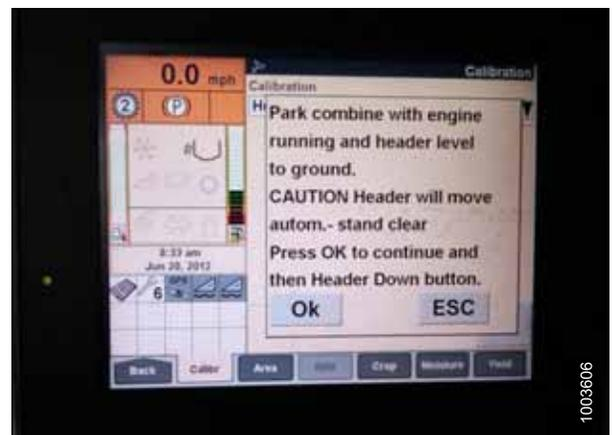 0.0 mph
2
P
8:33 am
Jun 20, 2012
6
GPS
Calibration
Calibration
Park combine with engine
running and header level
to ground.
CAUTION Header will move
autom.- stand clear
Press OK to continue and
then Header Down button.
Ok
ESC
Back
Calibr
Area
Crop
Moisture
Yield
1003606